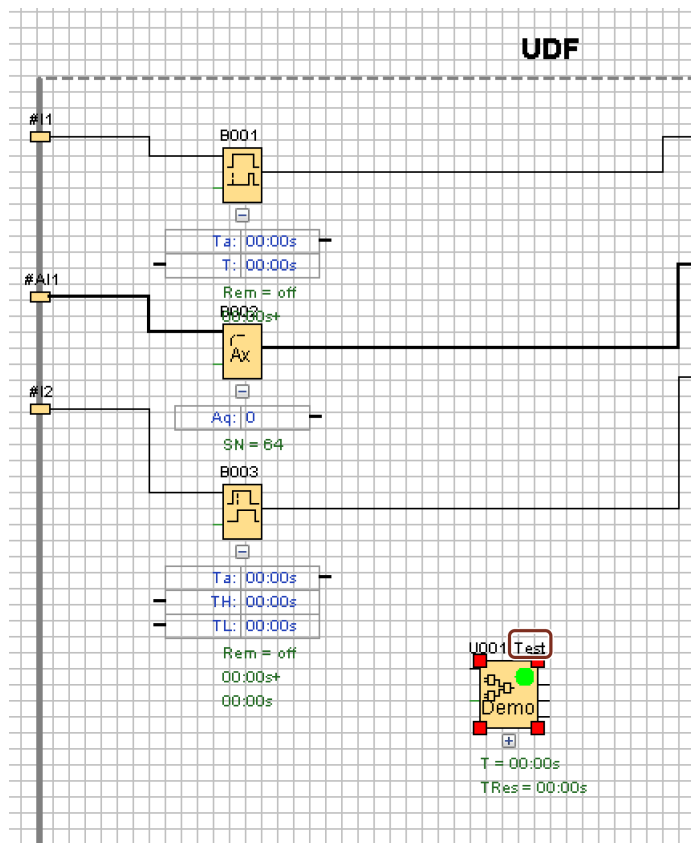 UDF
#I1
B001
Ta: 00:00s
T: 00:00s
Rem = off
00:00s+
#AI1
B002
Ax
Aq: 0
SN = 64
#I2
B003
Ta: 00:00s
TH: 00:00s
TL: 00:00s
Rem = off
00:00s+
00:00s
U001 Test
Demo
T = 00:00s
TRes = 00:00s